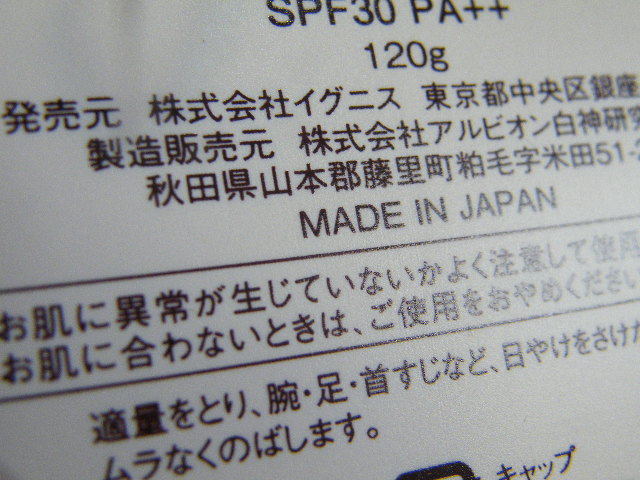 SPF30 PA++
120g
発売元 株式会社イグニス 東京都中央区銀座
製造販売元 株式会社アルビオン白神研究
秋田県山本郡藤里町粕毛字米田51-
MADE IN JAPAN
お肌に異常が生じていないかよく注意して使用
お肌に合わないときは、ご使用をおやめください
適量をとり、腕・足・首すじなど、日やけをさけ
ムラなくのばします。
キャップ